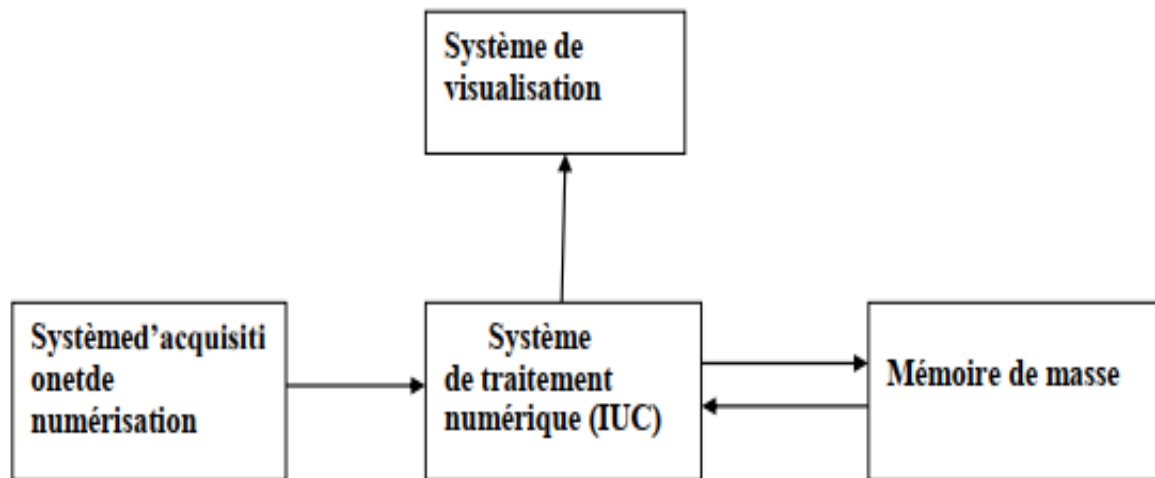 Système de
visualisation
Systèmed’acquisiti
onetde
numérisation
Système
de traitement
numérique (IUC)
Mémoire de masse